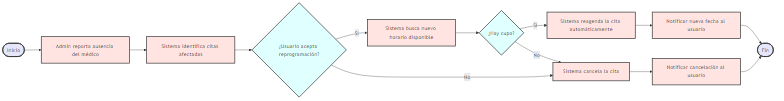 Inicio
Admin reporta ausencia
del médico
Sistema identifica citas
afectadas
¿Usuario acepta
reprogramación?
Sí
Sistema busca nuevo
horario disponible
¿Hay cupo?
Sí
Sistema reagenda la cita
automáticamente
Notificar nueva fecha al
usuario
No
No
Sistema cancela la cita
Notificar cancelación al
usuario
Fin